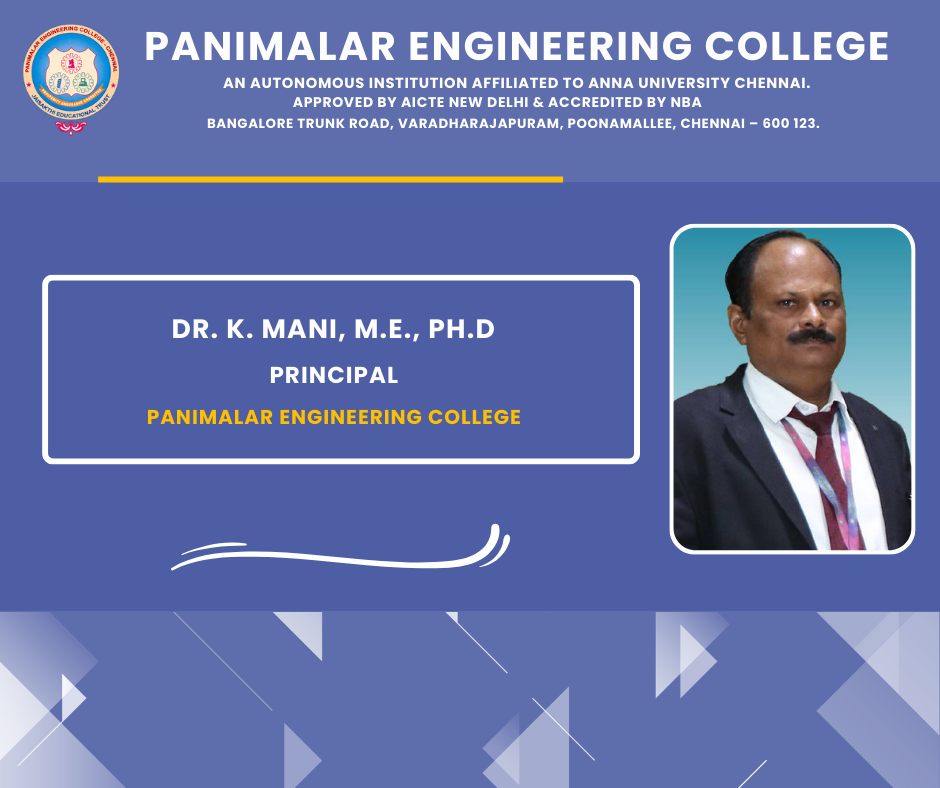 PANIMALAR ENGINEERING COLLEGE
AN AUTONOMOUS INSTITUTION AFFILIATED TO ANNA UNIVERSITY CHENNAI.
APPROVED BY AICTE NEW DELHI & ACCREDITED BY NBA
BANGALORE TRUNK ROAD, VARADHARAJAPURAM, POONAMALLEE, CHENNAI – 600 123.
PANIMALAR ENGINEERING COLLEGE - CHENNAI
JAISAKTHI EDUCATIONAL TRUST
DR. K. MANI, M.E., PH.D
PRINCIPAL
PANIMALAR ENGINEERING COLLEGE